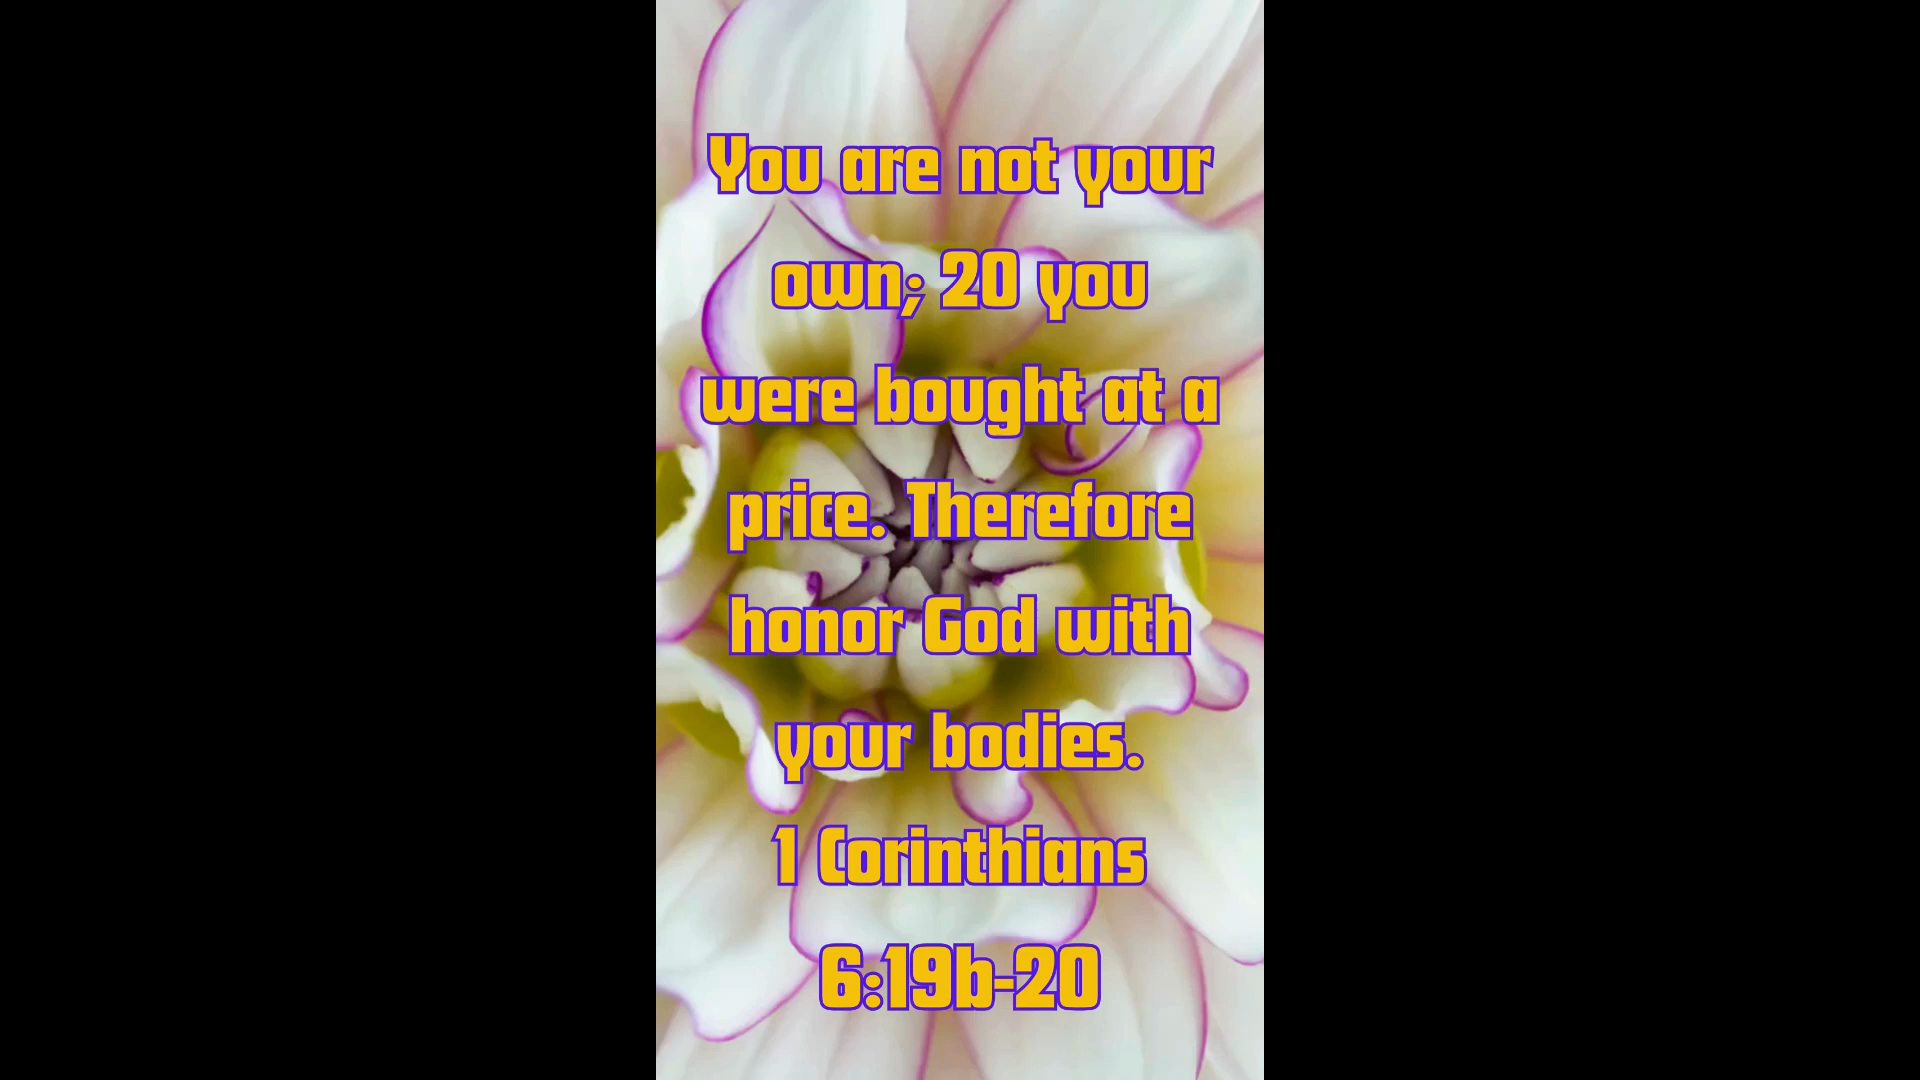 You are not your
own; 20 you
were bought at a
price. Therefore
honor God with
your bodies.
1 Corinthians
6:19b-20